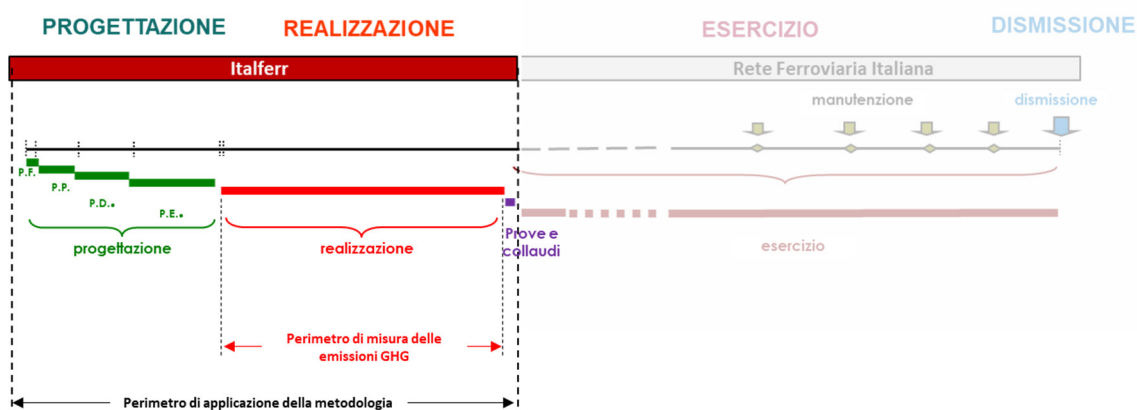 PROGETTAZIONE REALIZZAZIONE ESERCIZIO DISMISSIONE
Italferr Rete Ferroviaria Italiana
manutenzione dismissione
P.F.
P.P.
P.D.
P.E.
progettazione realizzazione Prove e collaudi esercizio
Perimetro di misura delle
emissioni GHG
Perimetro di applicazione della metodologia